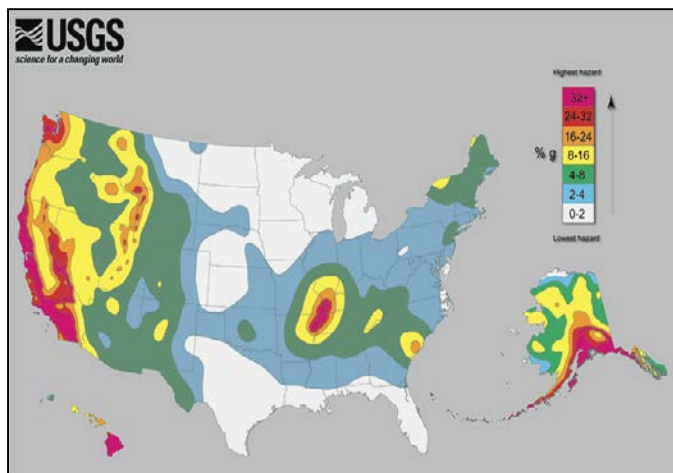 USGS
science for a changing world
Highest hazard
32+
24-32
16-24
% g
8-16
4-8
2-4
0-2
Lowest hazard